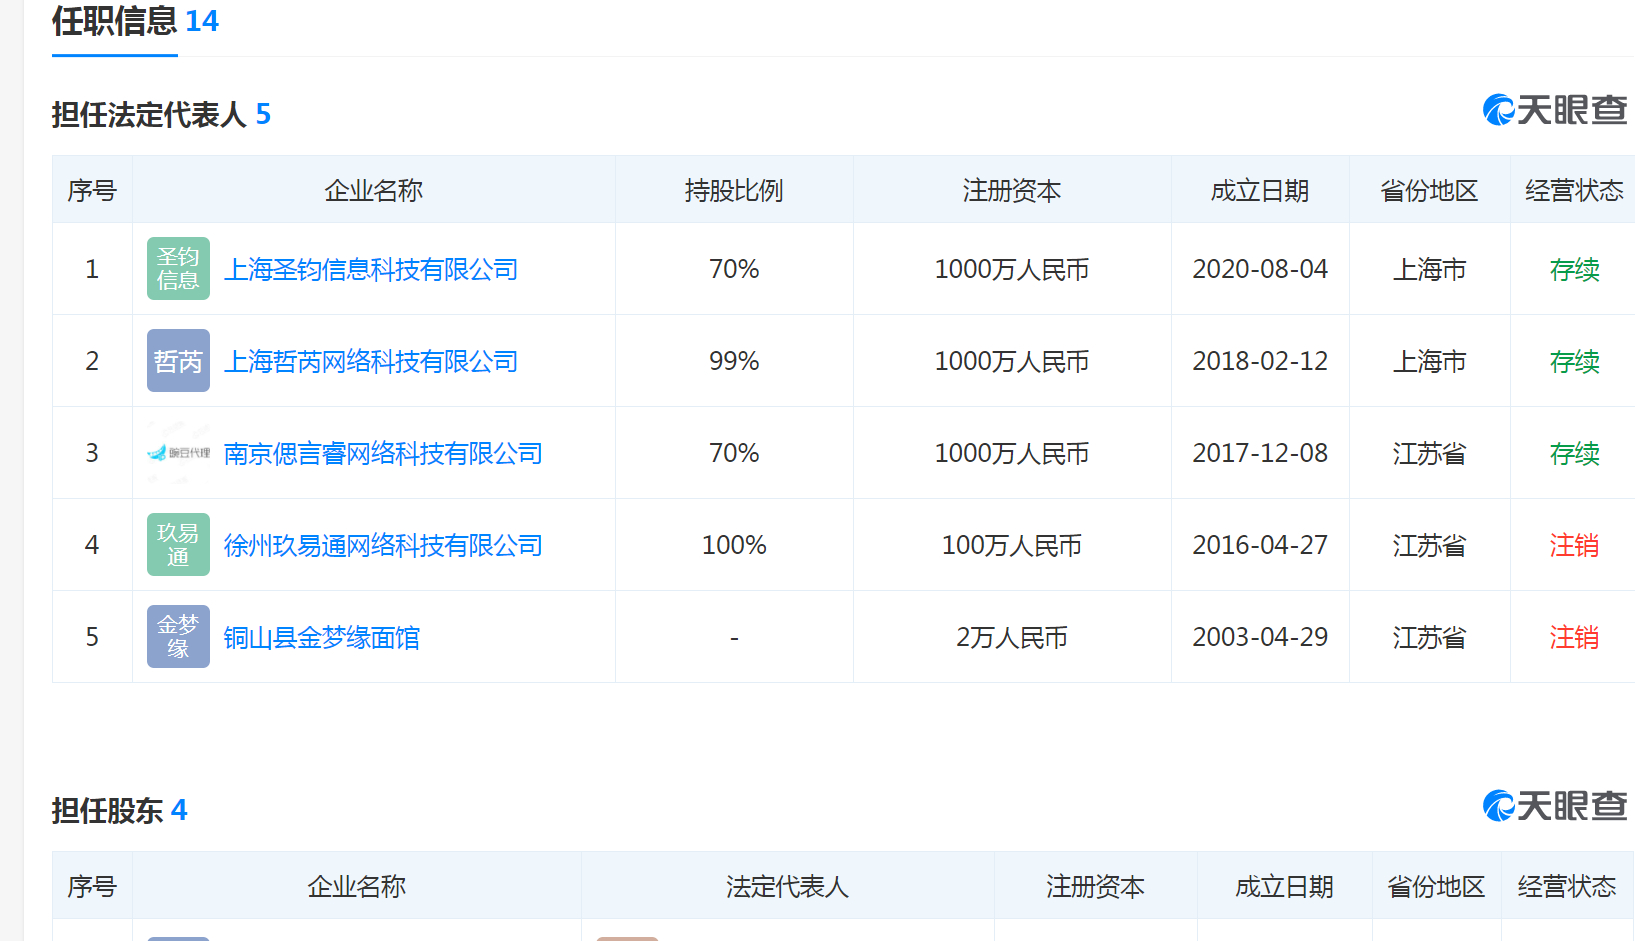 任职信息 14
担任法定代表人 5
天眼查
序号 企业名称 持股比例 注册资本 成立日期 省份地区 经营状态
1 圣钧信息 上海圣钧信息科技有限公司 70% 1000万人民币 2020-08-04 上海市 存续
2 哲芮 上海哲芮网络科技有限公司 99% 1000万人民币 2018-02-12 上海市 存续
3 豌豆代理 南京偲言睿网络科技有限公司 70% 1000万人民币 2017-12-08 江苏省 存续
4 玖易通 徐州玖易通网络科技有限公司 100% 100万人民币 2016-04-27 江苏省 注销
5 金梦缘 铜山县金梦缘面馆 - 2万人民币 2003-04-29 江苏省 注销
担任股东 4
天眼查
序号 企业名称 法定代表人 注册资本 成立日期 省份地区 经营状态